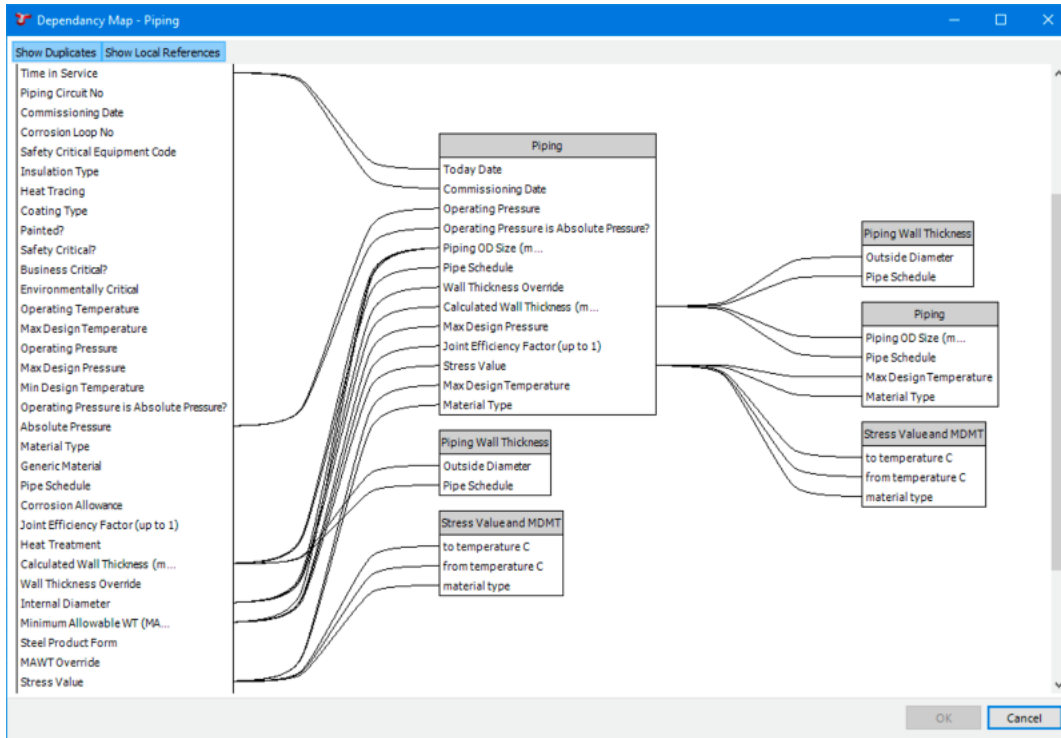 Dependancy Map - Piping
Show Duplicates
Show Local References
Time in Service
Piping Circuit No
Commissioning Date
Corrosion Loop No
Safety Critical Equipment Code
Insulation Type
Heat Tracing
Coating Type
Painted?
Safety Critical?
Business Critical?
Environmentally Critical
Operating Temperature
Max Design Temperature
Operating Pressure
Max Design Pressure
Min Design Temperature
Operating Pressure is Absolute Pressure?
Absolute Pressure
Material Type
Generic Material
Pipe Schedule
Corrosion Allowance
Joint Efficiency Factor (up to 1)
Heat Treatment
Calculated Wall Thickness (m...
Wall Thickness Override
Internal Diameter
Minimum Allowable WT (MA...
Steel Product Form
MAWT Override
Stress Value
Piping
Today Date
Commissioning Date
Operating Pressure
Operating Pressure is Absolute Pressure?
Piping OD Size (m...
Pipe Schedule
Wall Thickness Override
Calculated Wall Thickness (m...
Max Design Pressure
Joint Efficiency Factor (up to 1)
Stress Value
Max Design Temperature
Material Type
Piping Wall Thickness
Outside Diameter
Pipe Schedule
Stress Value and MDMT
to temperature C
from temperature C
material type
Piping Wall Thickness
Outside Diameter
Pipe Schedule
Piping
Piping OD Size (m...
Pipe Schedule
Max Design Temperature
Material Type
Stress Value and MDMT
to temperature C
from temperature C
material type
OK
Cancel